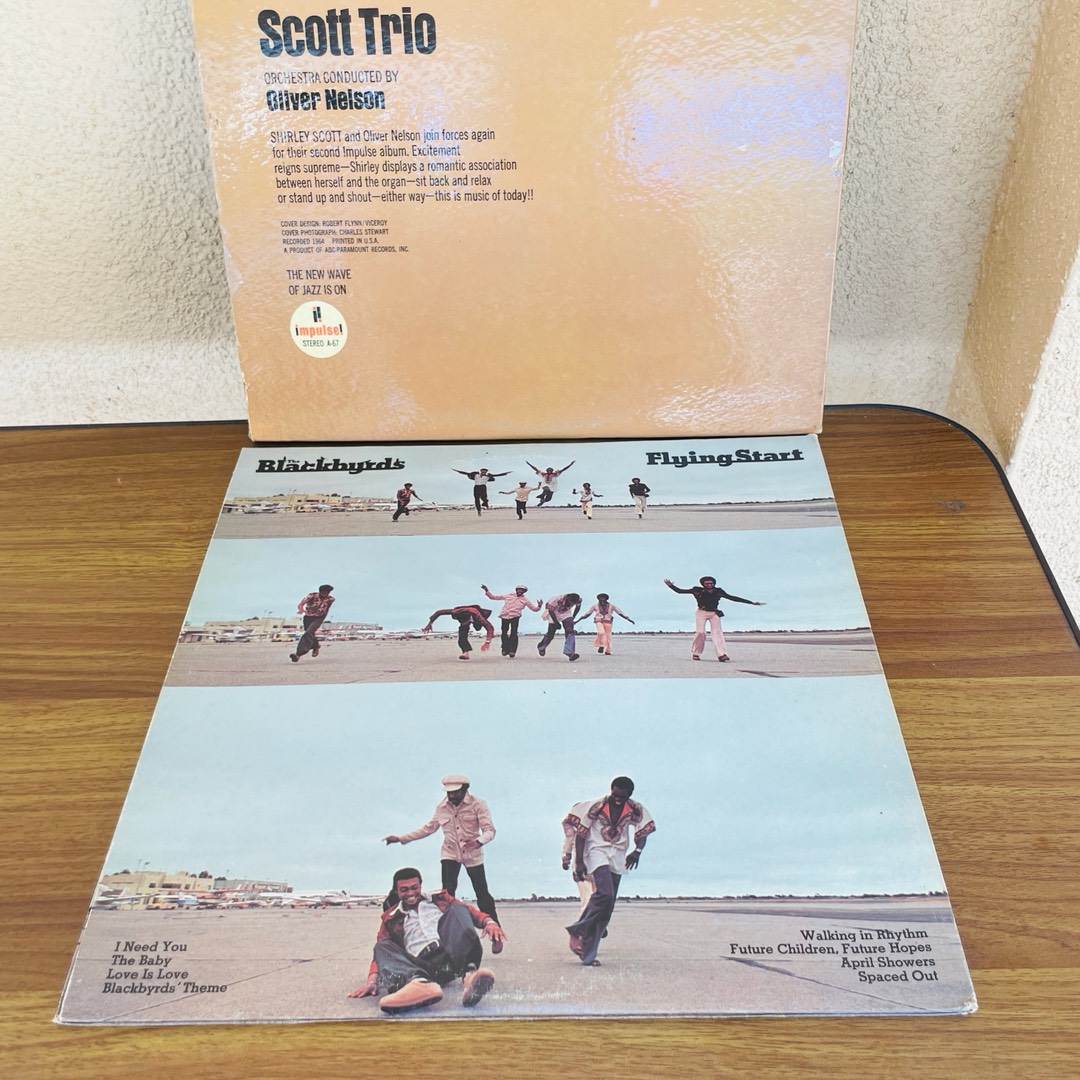 Scott Trio
ORCHESTRA CONDUCTED BY
Oliver Nelson
SHIRLEY SCOTT and Oliver Nelson join forces again
for their second Impulse album. Excitement
reigns supreme—Shirley displays a romantic association
between herself and the organ—sit back and relax
or stand up and shout—either way—this is music of today!!
COVER DESIGN: ROBERT FLYNN/VICEROY
COVER PHOTOGRAPH: CHARLES STEWART
RECORDED 1964 PRINTED IN U.S.A.
A PRODUCT OF ABC-PARAMOUNT RECORDS, INC.
THE NEW WAVE
OF JAZZ IS ON
impulse!
STEREO A-67
The Blackbyrds
Flying Start
I Need You
The Baby
Love Is Love
Blackbyrds' Theme
Walking in Rhythm
Future Children, Future Hopes
April Showers
Spaced Out